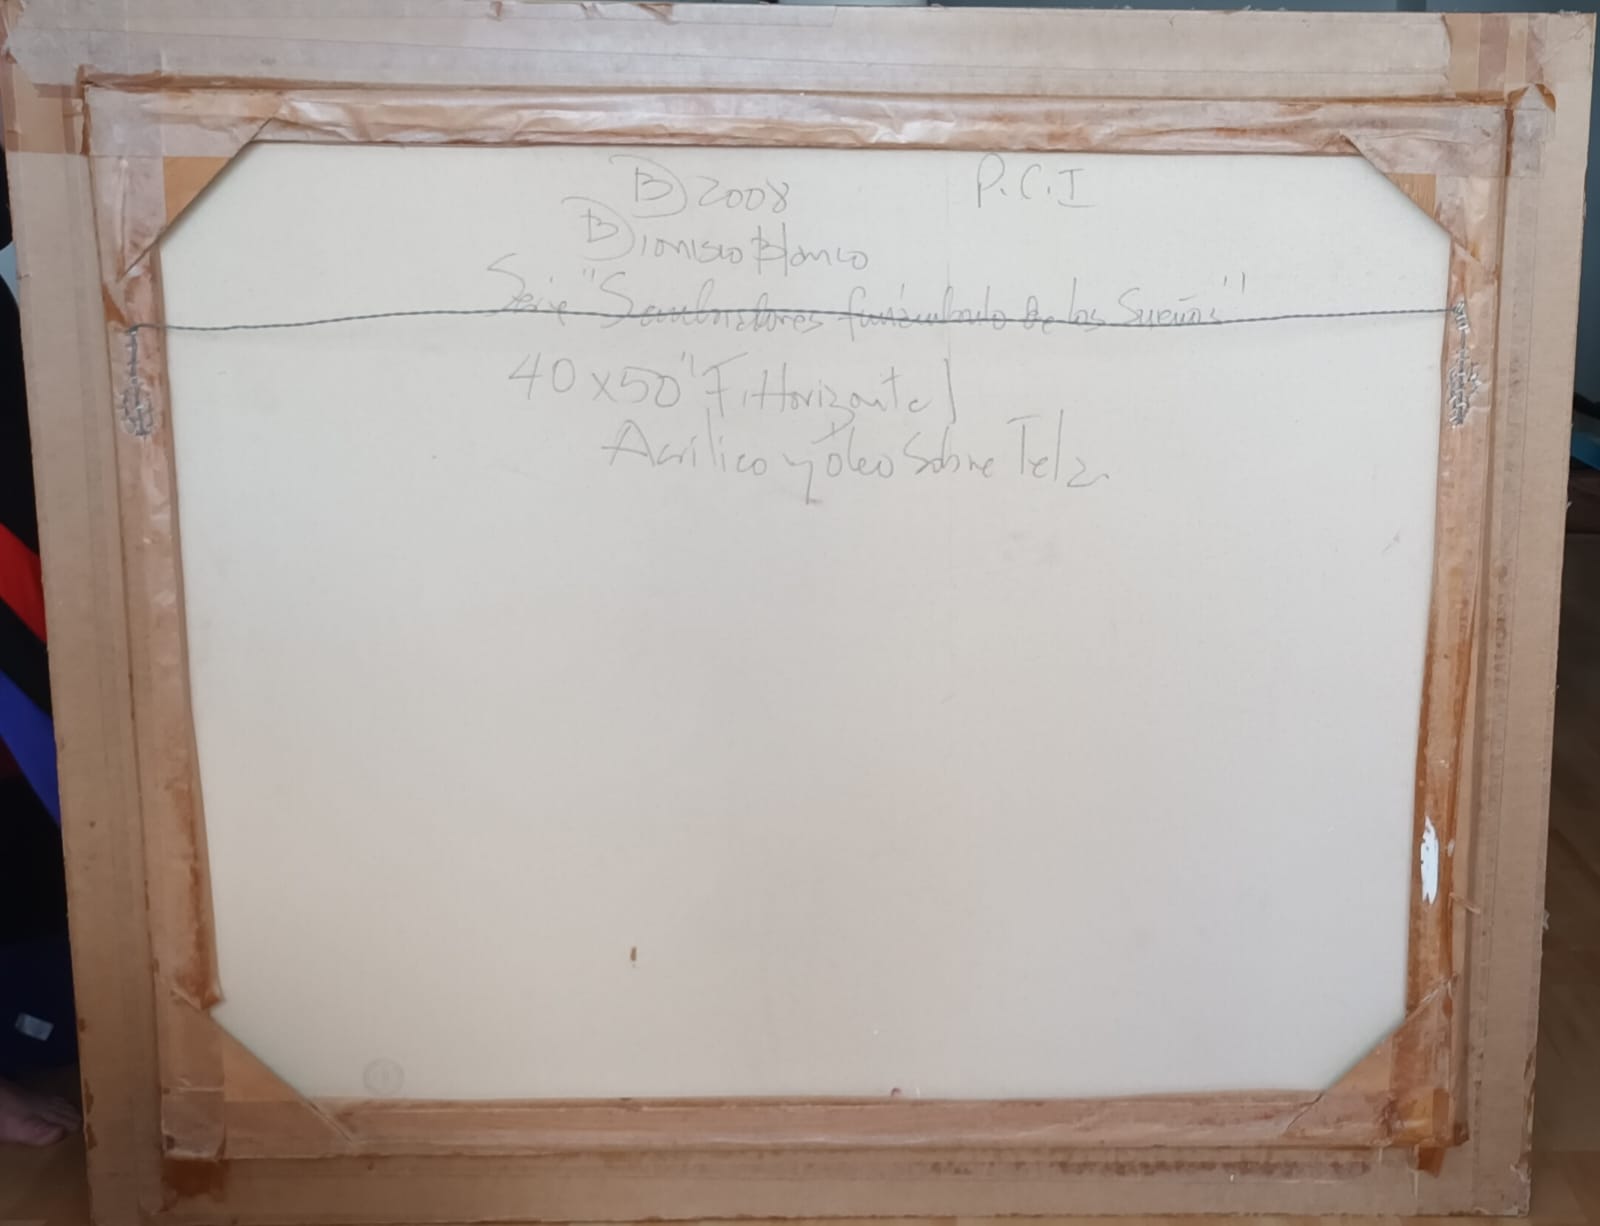 B 2008 P.C.I
Dionisio Blanco
Serie "Sembradores funámbulo de los Sueños"
40 x 50" F. Horizontal
Acrílico y óleo Sobre Tela